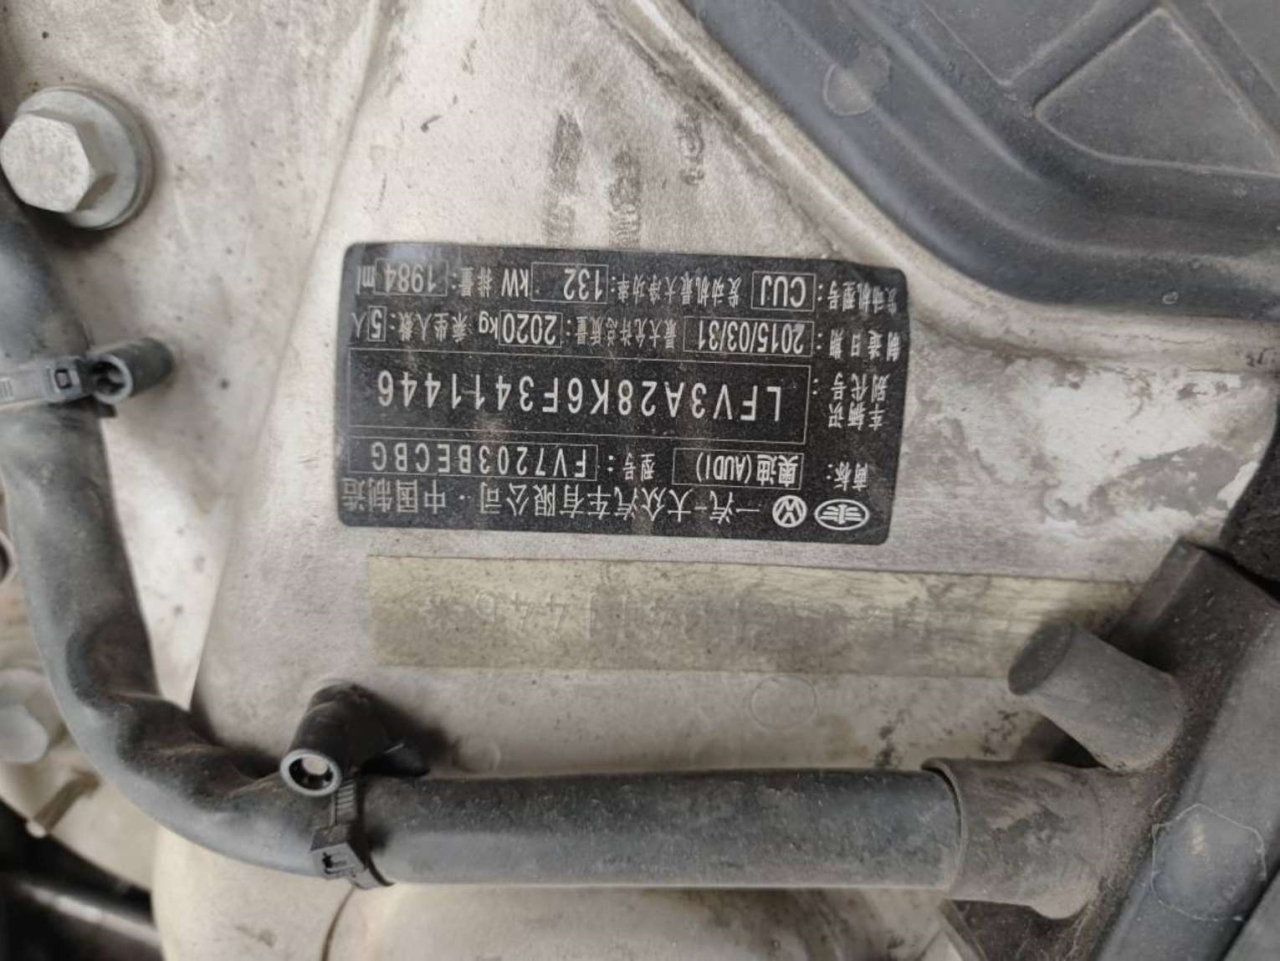 一汽-大众汽车有限公司·中国制造
商标: 奥迪(AUDI) 型号: FV7203BECBG
车辆识别代号: LFV3A28K6F3411446
制造日期: 2015/03/31 最大允许总质量: 2020kg 乘坐人数: 5人
发动机型号: CUJ 发动机最大净功率: 132 kW 排量: 1984 ml